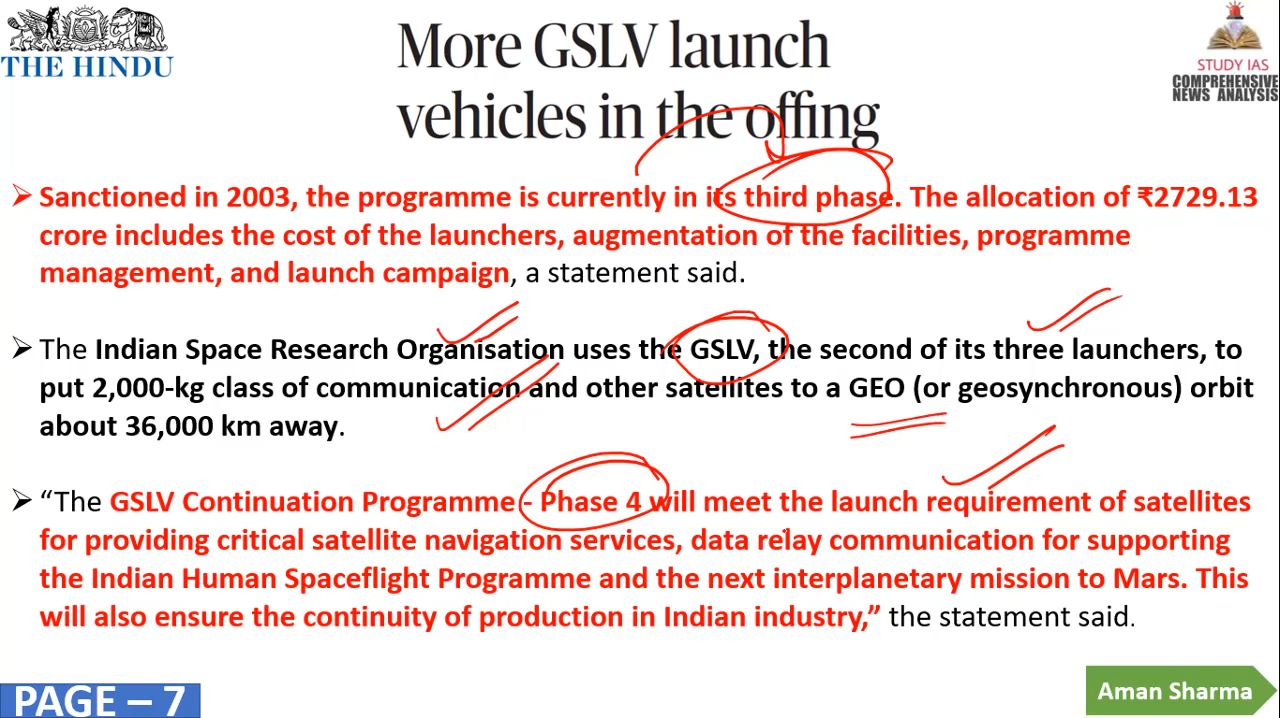 THE HINDU
More GSLV launch
vehicles in the offing
STUDY IAS
COMPREHENSIVE
NEWS ANALYSIS
Sanctioned in 2003, the programme is currently in its third phase. The allocation of ₹2729.13
crore includes the cost of the launchers, augmentation of the facilities, programme
management, and launch campaign, a statement said.
The Indian Space Research Organisation uses the GSLV, the second of its three launchers, to
put 2,000-kg class of communication and other satellites to a GEO (or geosynchronous) orbit
about 36,000 km away.
“The GSLV Continuation Programme - Phase 4 will meet the launch requirement of satellites
for providing critical satellite navigation services, data relay communication for supporting
the Indian Human Spaceflight Programme and the next interplanetary mission to Mars. This
will also ensure the continuity of production in Indian industry,” the statement said.
PAGE – 7
Aman Sharma